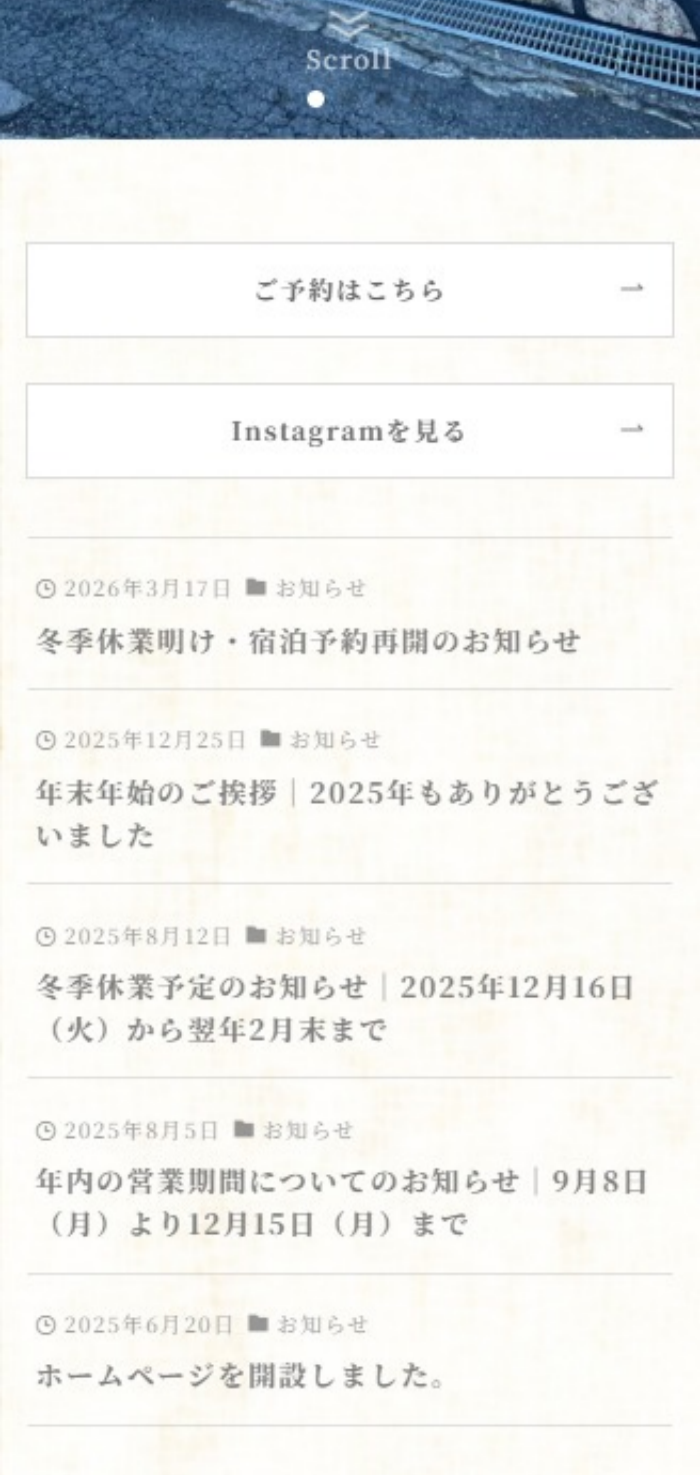 Scroll
ご予約はこちら
Instagramを見る
2026年3月17日 お知らせ
冬季休業明け・宿泊予約再開のお知らせ
2025年12月25日 お知らせ
年末年始のご挨拶｜2025年もありがとうござ
いました
2025年8月12日 お知らせ
冬季休業予定のお知らせ｜2025年12月16日
（火）から翌年2月末まで
2025年8月5日 お知らせ
年内の営業期間についてのお知らせ｜9月8日
（月）より12月15日（月）まで
2025年6月20日 お知らせ
ホームページを開設しました。